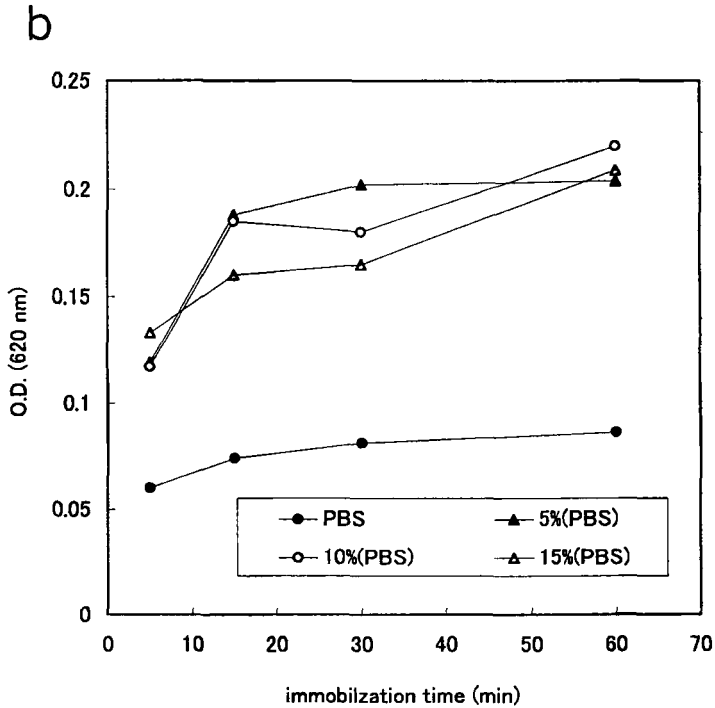 b
0.25
0.2
0.15
0.1
0.05
0
O.D. (620 nm)
PBS 5%(PBS)
10%(PBS) 15%(PBS)
0 10 20 30 40 50 60 70
immobilzation time (min)